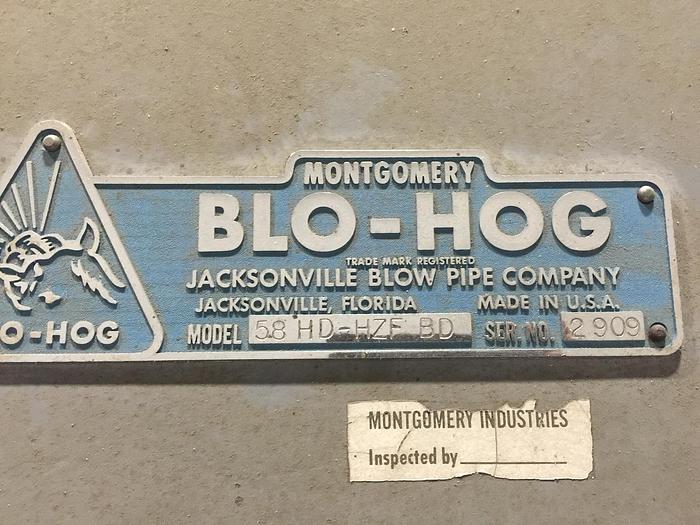 MONTGOMERY
BLO-HOG
TRADE MARK REGISTERED
JACKSONVILLE BLOW PIPE COMPANY
JACKSONVILLE, FLORIDA MADE IN U.S.A.
MODEL 58 HD-HZF BD SER. NO. 2909
O-HOG
MONTGOMERY INDUSTRIES
Inspected by